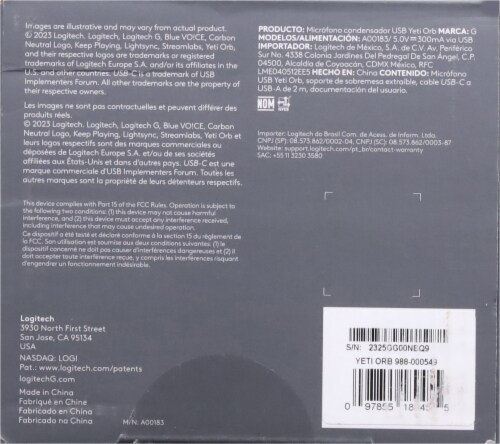 Images are illustrative and may vary from actual product.
© 2023 Logitech. Logitech, Logitech G, Blue VO!CE, Carbon
Neutral Logo, Keep Playing, Lightsync, Streamlabs, Yeti Orb,
and their respective logos are trademarks or registered
trademarks of Logitech Europe S.A. and/or its affiliates in the
U.S. and other countries. USB-C is a trademark of USB
Implementers Forum. All other trademarks are the property of
their respective owners.
Les images ne sont pas contractuelles et peuvent différer des
produits réels.
© 2023 Logitech. Logitech, Logitech G, Blue VO!CE, Carbon
Neutral Logo, Keep Playing, Lightsync, Streamlabs, Yeti Orb et
leurs logos respectifs sont des marques commerciales ou
déposées de Logitech Europe S.A. et/ou de ses sociétés
affiliées aux États-Unis et dans d'autres pays. USB-C est une
marque commerciale d'USB Implementers Forum. Toutes les
autres marques sont la propriété de leurs détenteurs respectifs.
This device complies with Part 15 of the FCC Rules. Operation is subject to
the following two conditions: (1) this device may not cause harmful
interference, and (2) this device must accept any interference received,
including interference that may cause undesired operation.
Ce dispositif a été testé et déclaré conforme à la section 15 du règlement de
la FCC. Son utilisation est soumise aux deux conditions suivantes: (1) le
dispositif concerné ne doit pas causer d'interférences dangereuses et (2) il
doit accepter toute interférence reçue, y compris les interférences risquant
d'engendrer un fonctionnement indésirable.
Logitech
3930 North First Street
San Jose, CA 95134
USA
NASDAQ: LOGI
Pat.: www.logitech.com/patents
logitechG.com
Made in China
Fabriqué en Chine
Fabricado en China
Fabricado na China
M/N: A00183
PRODUCTO: Micrófono condensador USB Yeti Orb MARCA: G
MODELOS/ALIMENTACIÓN: A00183/ 5.0V⎓300mA vía USB
IMPORTADOR: Logitech de México, S.A. de C.V. Av. Periférico
Sur No. 4338 Colonia Jardines Del Pedregal De San Ángel, C.P.
04500, Alcaldía de Coyoacán, CDMX México, RFC
LME040512EE5 HECHO EN: China CONTENIDO: Micrófono
USB Yeti Orb, soporte de sobremesa extraíble, cable USB-C a
USB-A de 2 m, documentación del usuario.
NOM NYCE
Importer: Logitech do Brasil Com. de Acess. de Inform. Ltda.
CNPJ (SP): 08.573.862/0002-04, CNPJ (SC): 08.573.862/0003-87
Website: support.logitech.com/pt_br/contact warranty
SAC: +55 11 3230 3580
S/N: 2325GG00NEQ9
YETI ORB 988-000549
0 97855 18